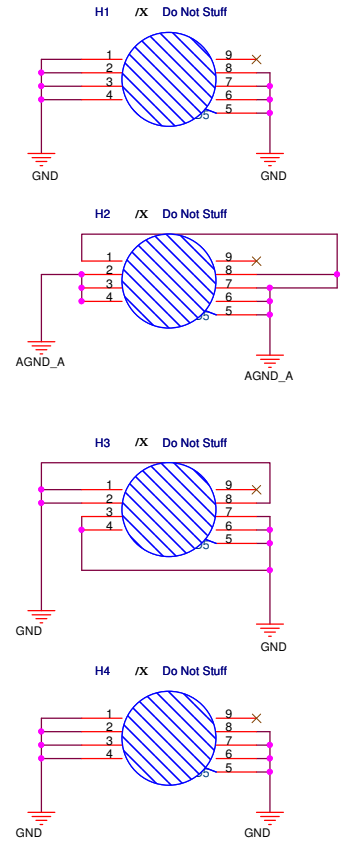 H1 /X Do Not Stuff
1 9
2 8
3 7
4 6
5
GND GND
H2 /X Do Not Stuff
1 9
2 8
3 7
4 6
5
AGND_A AGND_A
H3 /X Do Not Stuff
1 9
2 8
3 7
4 6
5
GND GND
H4 /X Do Not Stuff
1 9
2 8
3 7
4 6
5
GND GND